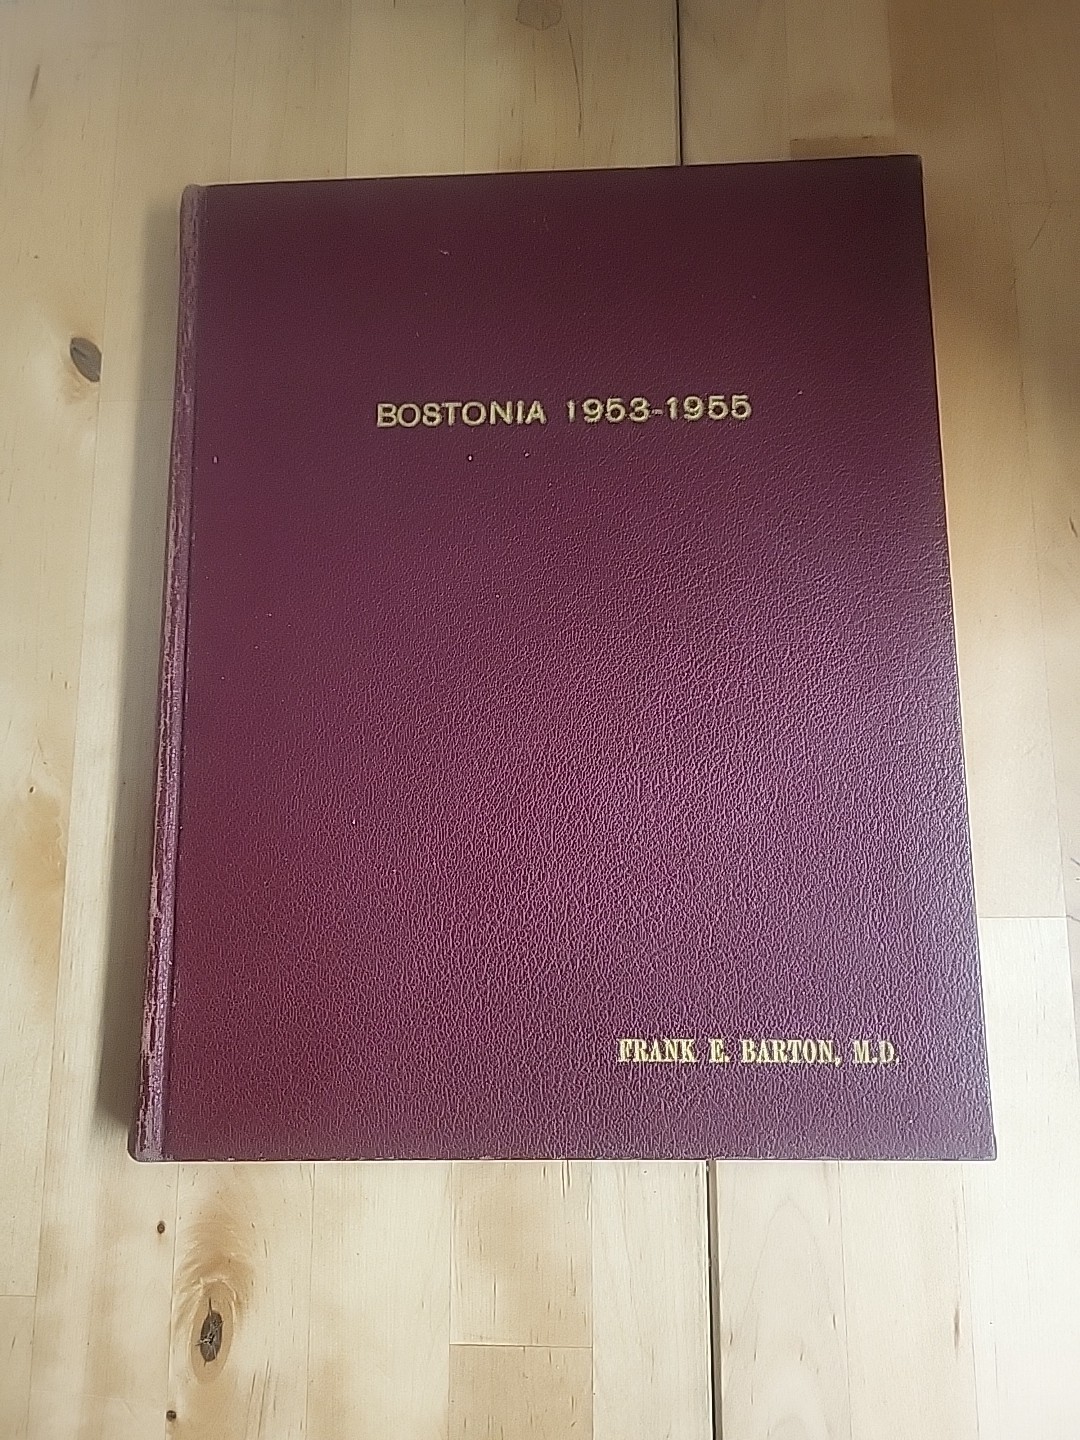 BOSTONIA 1953-1955
FRANK E. BARTON, M.D.